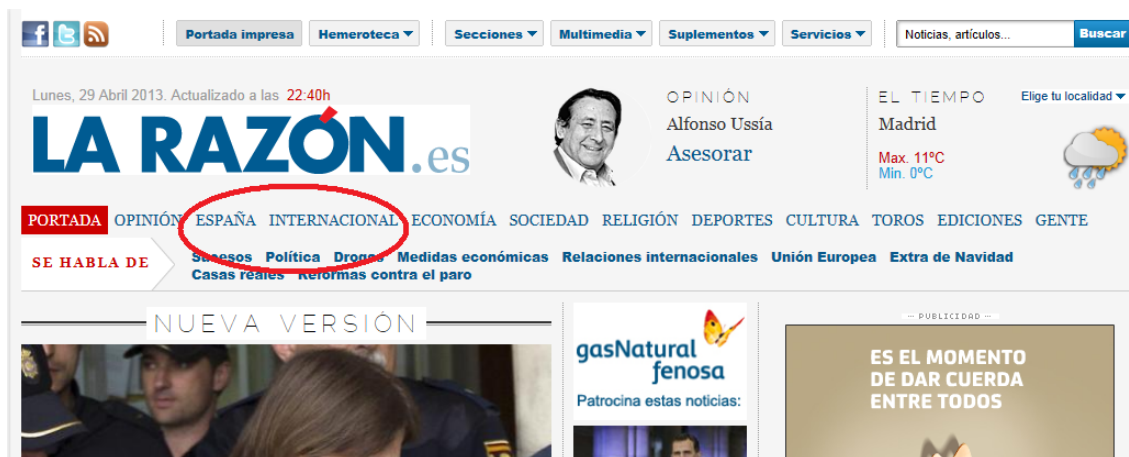 Portada impresa Hemeroteca Secciones Multimedia Suplementos Servicios Noticias, artículos... Buscar
Lunes, 29 Abril 2013. Actualizado a las 22:40h
LA RAZÓN.es
OPINIÓN
Alfonso Ussía
Asesorar
EL TIEMPO Elige tu localidad
Madrid
Max. 11ºC
Min. 0ºC
PORTADA OPINIÓN ESPAÑA INTERNACIONAL ECONOMÍA SOCIEDAD RELIGIÓN DEPORTES CULTURA TOROS EDICIONES GENTE
SE HABLA DE
Sucesos Política Drogas Medidas económicas Relaciones internacionales Unión Europea Extra de Navidad
Casas reales Reformas contra el paro
NUEVA VERSIÓN
gasNatural
fenosa
Patrocina estas noticias:
-- PUBLICIDAD --
ES EL MOMENTO
DE DAR CUERDA
ENTRE TODOS